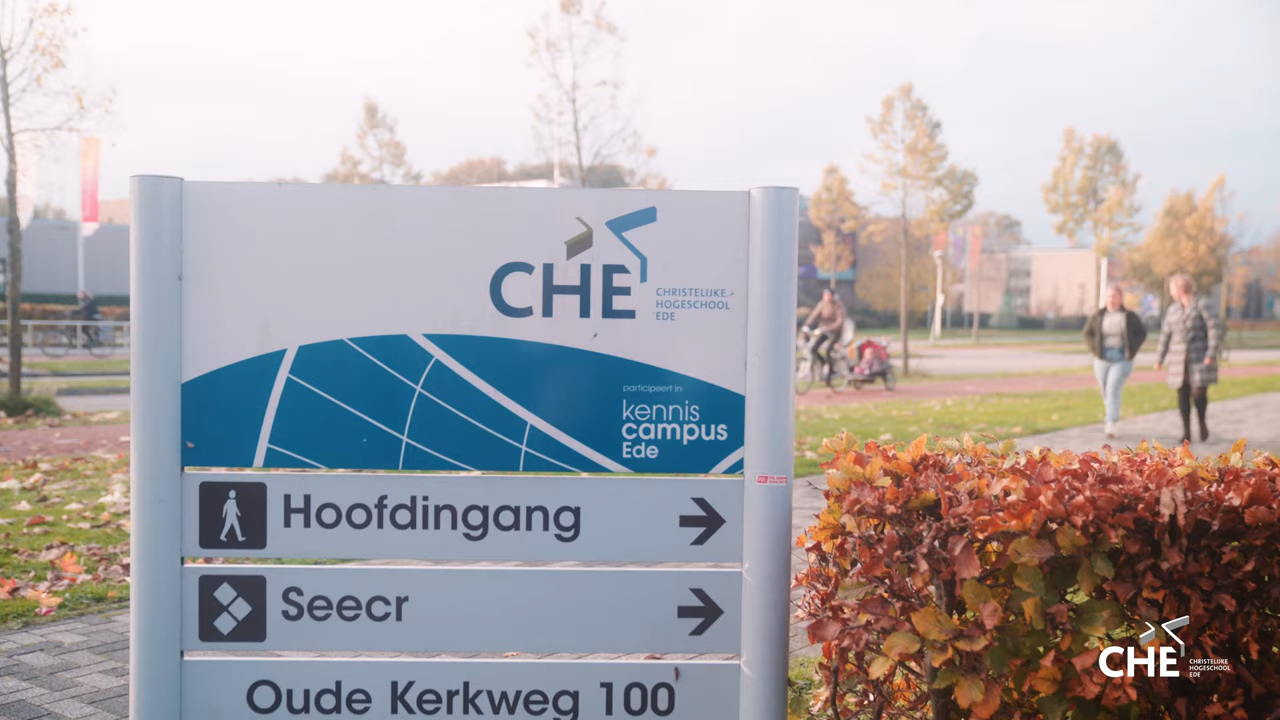 CHE
CHRISTELIJKE
HOGESCHOOL
EDE
participeert in
kennis
campus
Ede
Hoofdingang
Seecr
Oude Kerkweg 100
CHE
CHRISTELIJKE
HOGESCHOOL
EDE